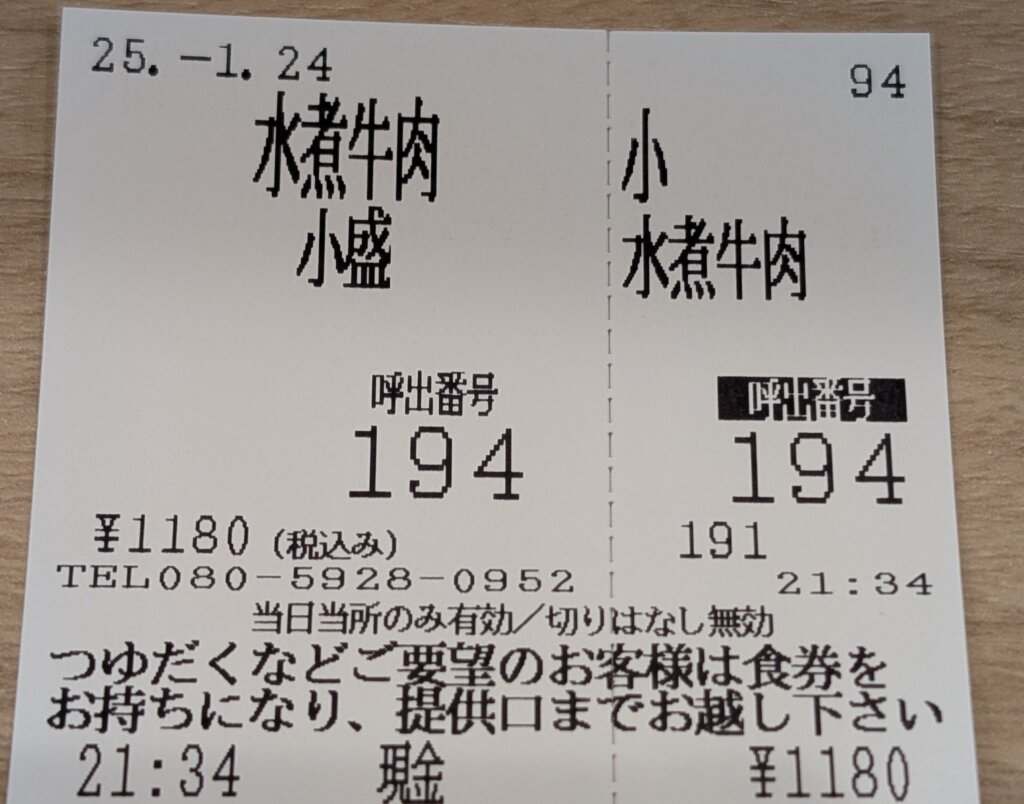 25.-1.24 94
水煮牛肉 小
小盛 水煮牛肉
呼出番号 呼出番号
194 194
¥1180(税込み) 191
TEL080-5928-0952 21:34
当日当所のみ有効/切りはなし無効
つゆだくなどご要望のお客様は食券を
お持ちになり、提供口までお越し下さい
21:34 現金 ¥1180